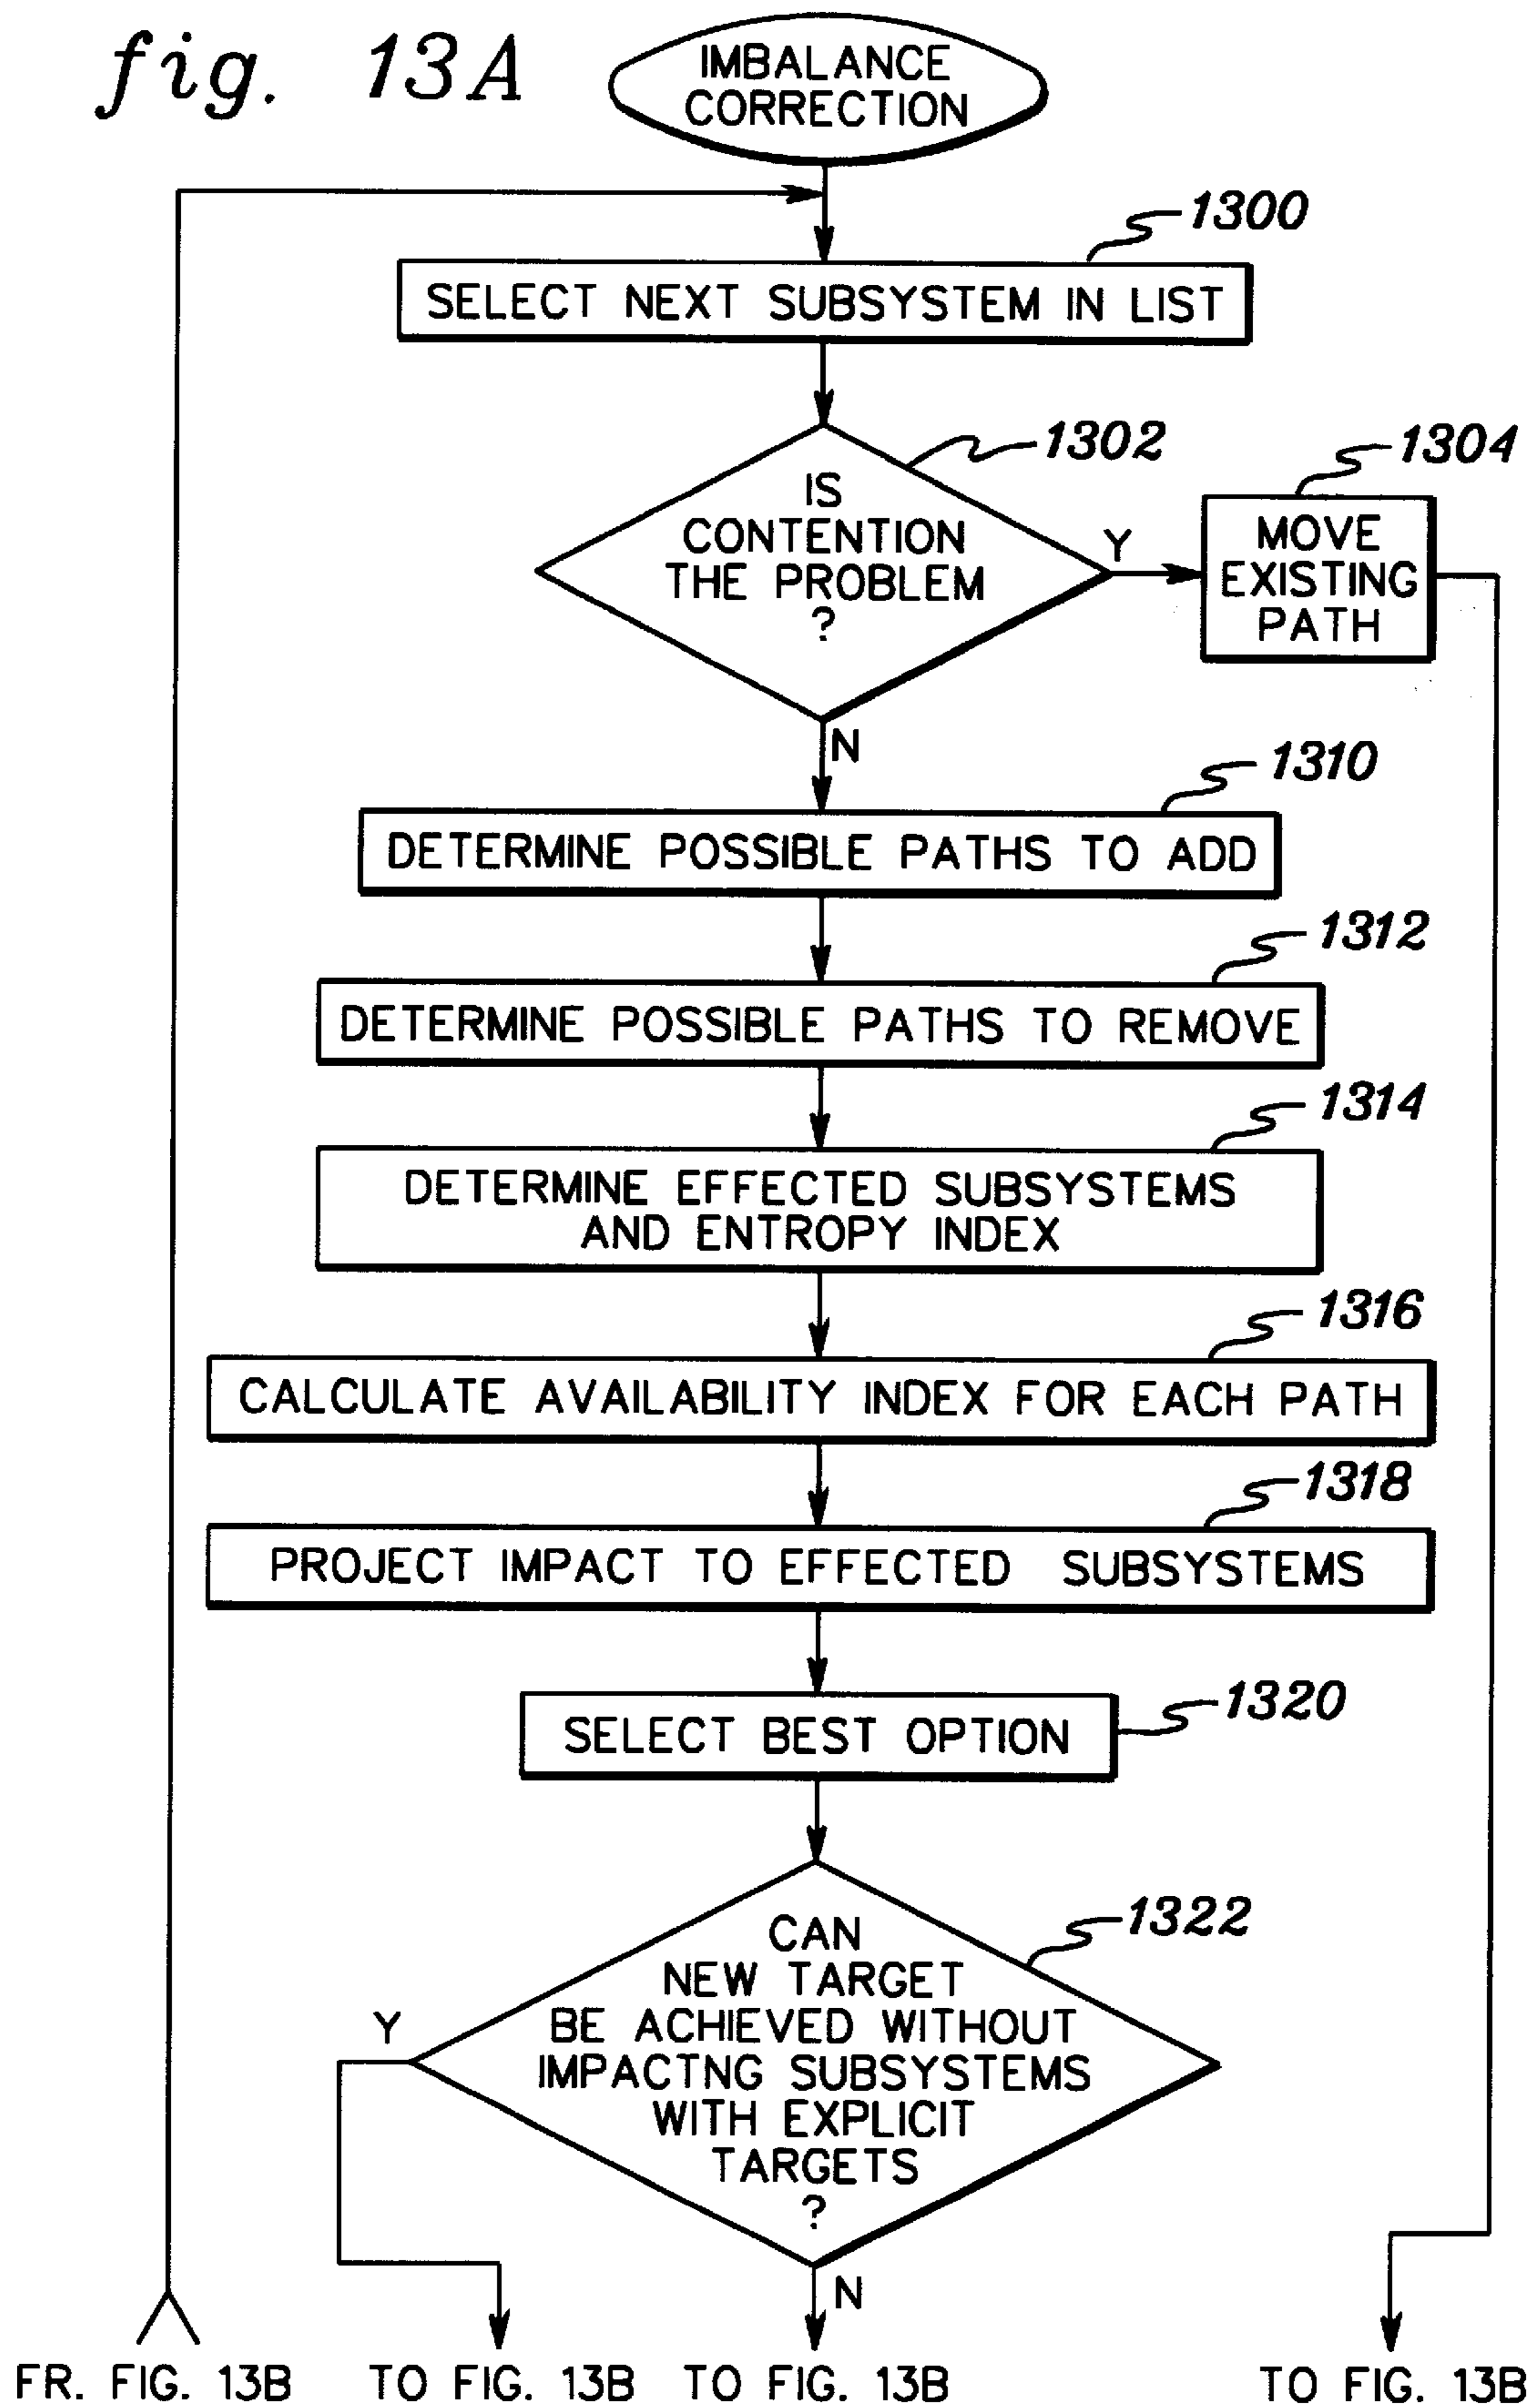 fig. 13A
IMBALANCE
CORRECTION
1300
SELECT NEXT SUBSYSTEM IN LIST
1302
IS
CONTENTION
THE PROBLEM
?
Y
1304
MOVE
EXISTING
PATH
N
1310
DETERMINE POSSIBLE PATHS TO ADD
1312
DETERMINE POSSIBLE PATHS TO REMOVE
1314
DETERMINE EFFECTED SUBSYSTEMS
AND ENTROPY INDEX
1316
CALCULATE AVAILABILITY INDEX FOR EACH PATH
1318
PROJECT IMPACT TO EFFECTED SUBSYSTEMS
1320
SELECT BEST OPTION
1322
CAN
NEW TARGET
BE ACHIEVED WITHOUT
IMPACTNG SUBSYSTEMS
WITH EXPLICIT
TARGETS
?
Y
N
FR. FIG. 13B
TO FIG. 13B
TO FIG. 13B
TO FIG. 13B